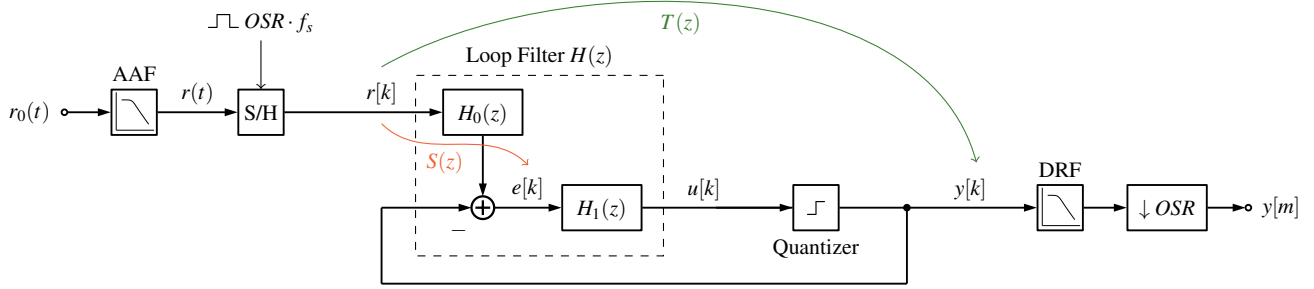 T(z)
OSR · f_s
Loop Filter H(z)
AAF
r_0(t)
r(t)
S/H
r[k]
H_0(z)
S(z)
e[k]
H_1(z)
u[k]
y[k]
DRF
↓ OSR
y[m]
+
−
Quantizer